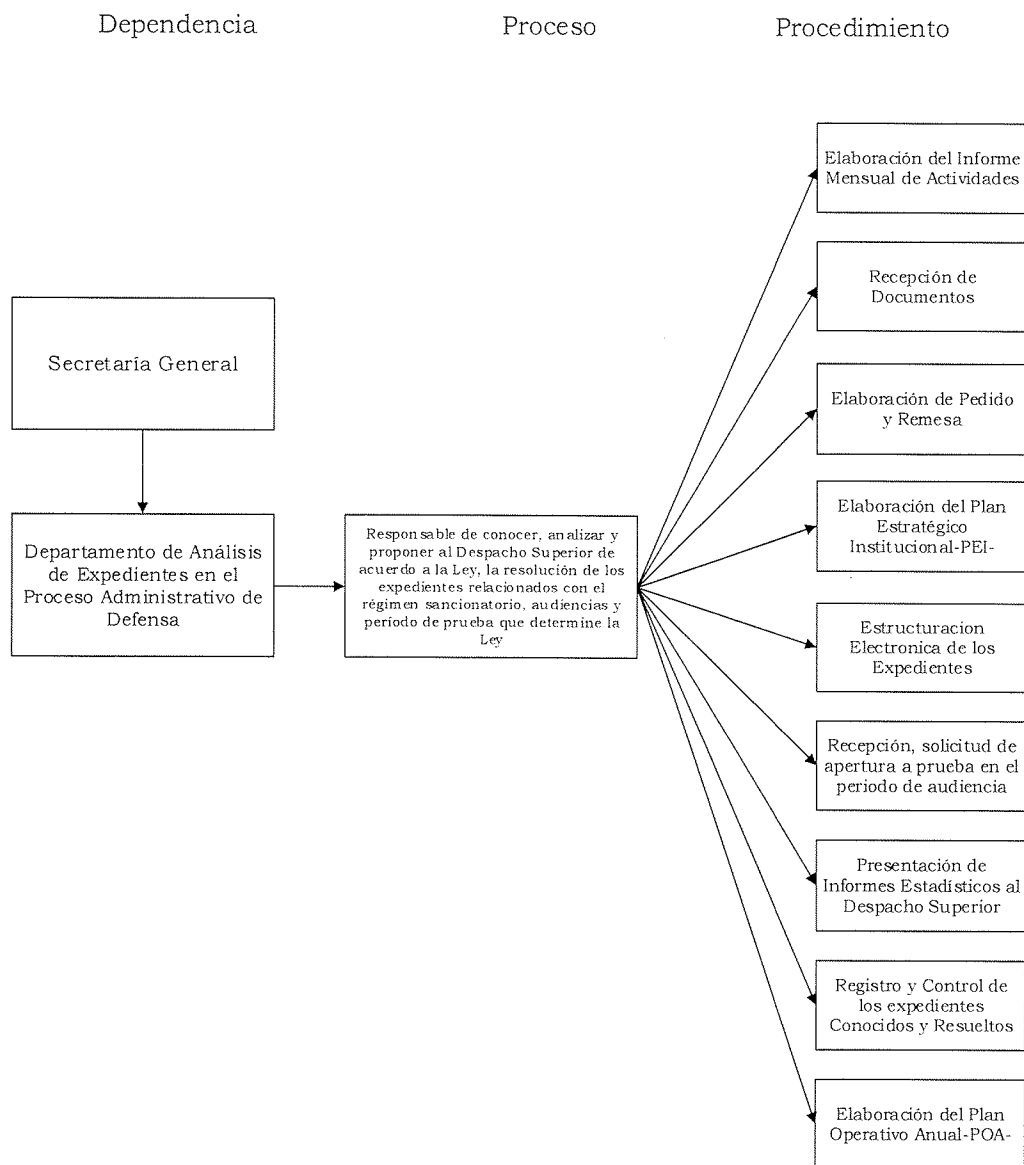 Dependencia
Proceso
Procedimiento
Secretaría General
Departamento de Análisis
de Expedientes en el
Proceso Administrativo de
Defensa
Responsable de conocer, analizar y
proponer al Despacho Superior de
acuerdo a la Ley, la resolución de los
expedientes relacionados con el
régimen sancionatorio, audiencias y
período de prueba que determine la
Ley
Elaboración del Informe
Mensual de Actividades
Recepción de
Documentos
Elaboración de Pedido
y Remesa
Elaboración del Plan
Estratégico
Institucional-PEI-
Estructuracion
Electronica de los
Expedientes
Recepción, solicitud de
apertura a prueba en el
periodo de audiencia
Presentación de
Informes Estadísticos al
Despacho Superior
Registro y Control de
los expedientes
Conocidos y Resueltos
Elaboración del Plan
Operativo Anual-POA-